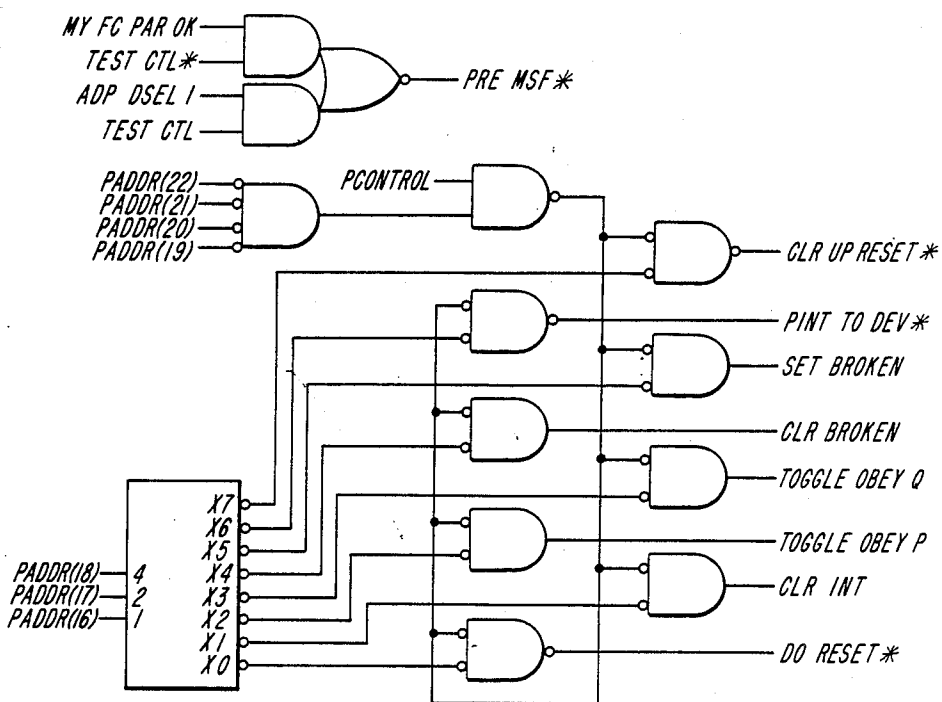 MY FC PAR OK
TEST CTL*
ADP DSEL 1
TEST CTL
PRE MSF*
PADDR(22)
PADDR(21)
PADDR(20)
PADDR(19)
PCONTROL
CLR UP RESET*
PINT TO DEV*
SET BROKEN
CLR BROKEN
TOGGLE OBEY Q
TOGGLE OBEY P
CLR INT
DO RESET*
PADDR(18)
PADDR(17)
PADDR(16)
4
2
1
X7
X6
X5
X4
X3
X2
X1
X0